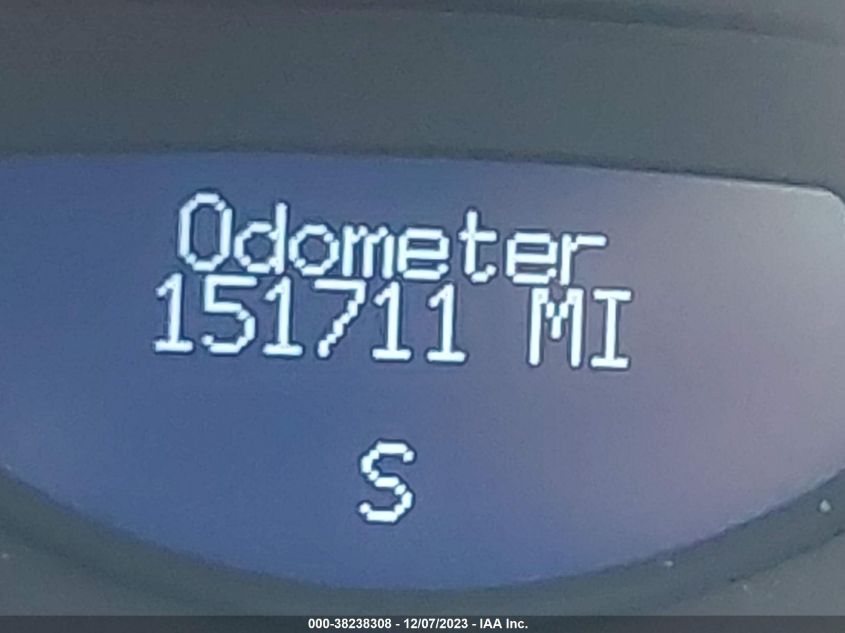 Odometer
151711 MI
S
000-38238308 - 12/07/2023 - IAA Inc.